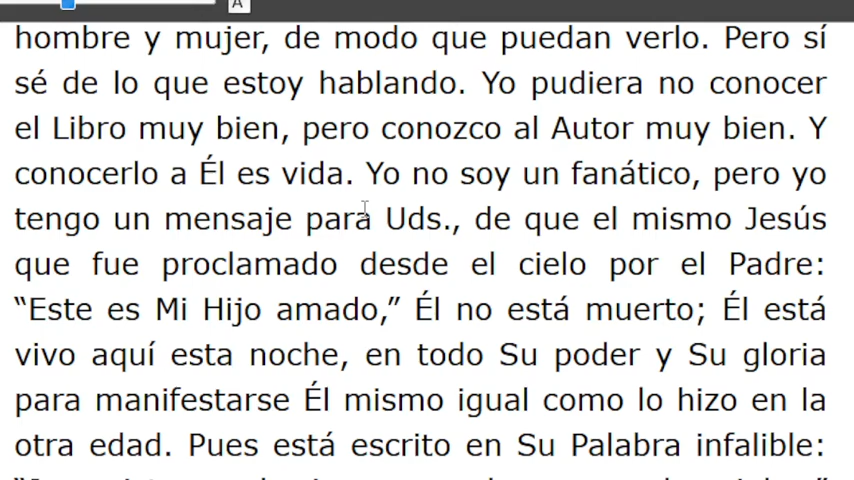 A
hombre y mujer, de modo que puedan verlo. Pero sí
sé de lo que estoy hablando. Yo pudiera no conocer
el Libro muy bien, pero conozco al Autor muy bien. Y
conocerlo a Él es vida. Yo no soy un fanático, pero yo
tengo un mensaje para Uds., de que el mismo Jesús
que fue proclamado desde el cielo por el Padre:
“Este es Mi Hijo amado,” Él no está muerto; Él está
vivo aquí esta noche, en todo Su poder y Su gloria
para manifestarse Él mismo igual como lo hizo en la
otra edad. Pues está escrito en Su Palabra infalible: